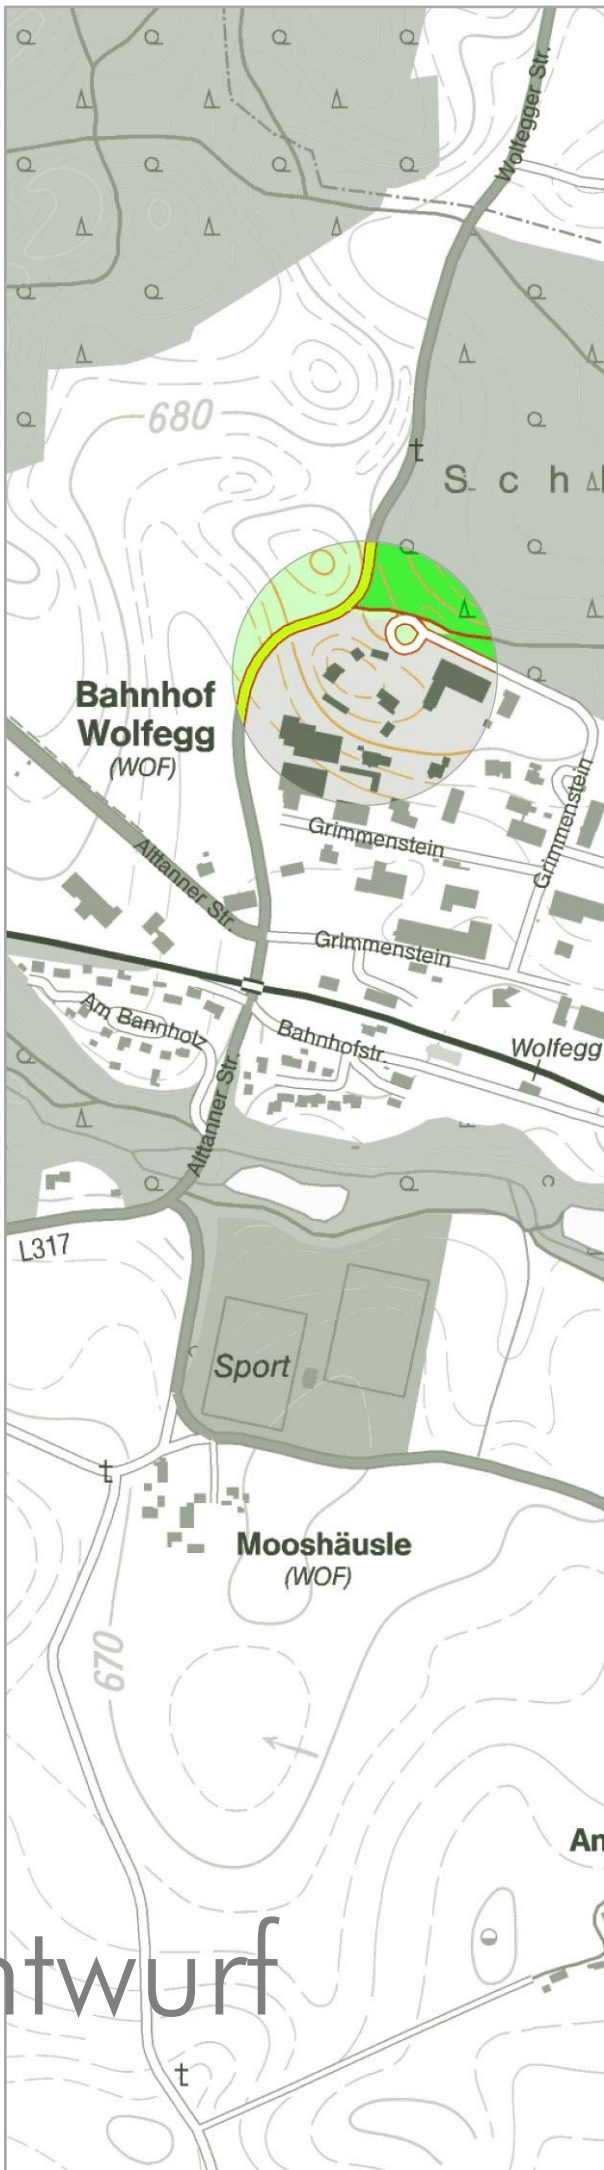 Wolfegger Str.
680
S c h
Bahnhof
Wolfegg
(WOF)
Grimmenstein
Grimmenstein
Alttanner Str.
Grimmenstein
Am Bannholz
Bahnhofstr.
Wolfegg
Alttanner Str.
L317
Sport
Mooshäusle
(WOF)
670
An
ntwurf